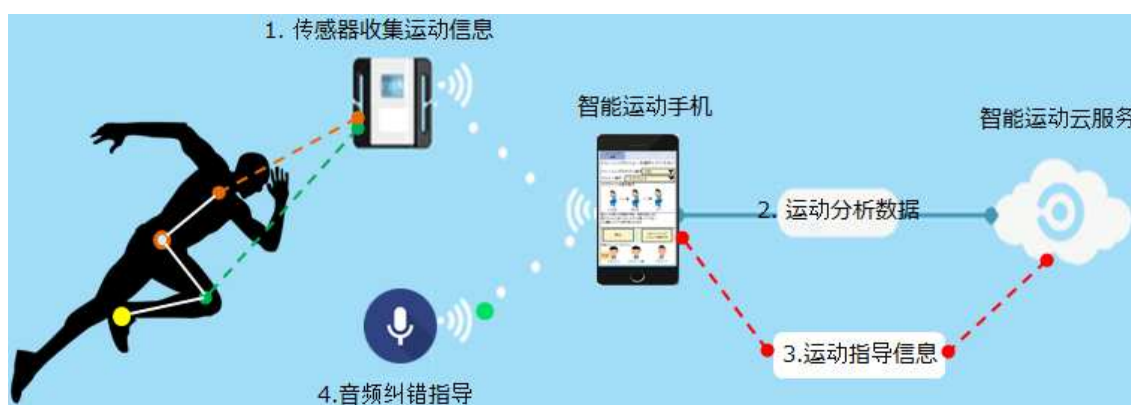 1. 传感器收集运动信息
智能运动手机
智能运动云服务
2. 运动分析数据
3.运动指导信息
4.音频纠错指导